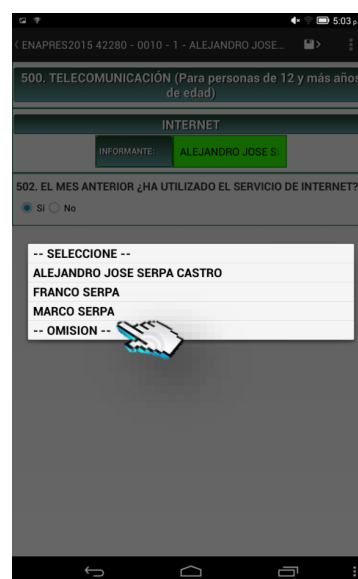 5:03 p.
ENAPRES2015 42280 - 0010 - 1 - ALEJANDRO JOSE...
500. TELECOMUNICACIÓN (Para personas de 12 y más años
de edad)
INTERNET
INFORMANTE: ALEJANDRO JOSE S
502. EL MES ANTERIOR ¿HA UTILIZADO EL SERVICIO DE INTERNET?
Sí No
-- SELECCIONE --
ALEJANDRO JOSE SERPA CASTRO
FRANCO SERPA
MARCO SERPA
-- OMISION --